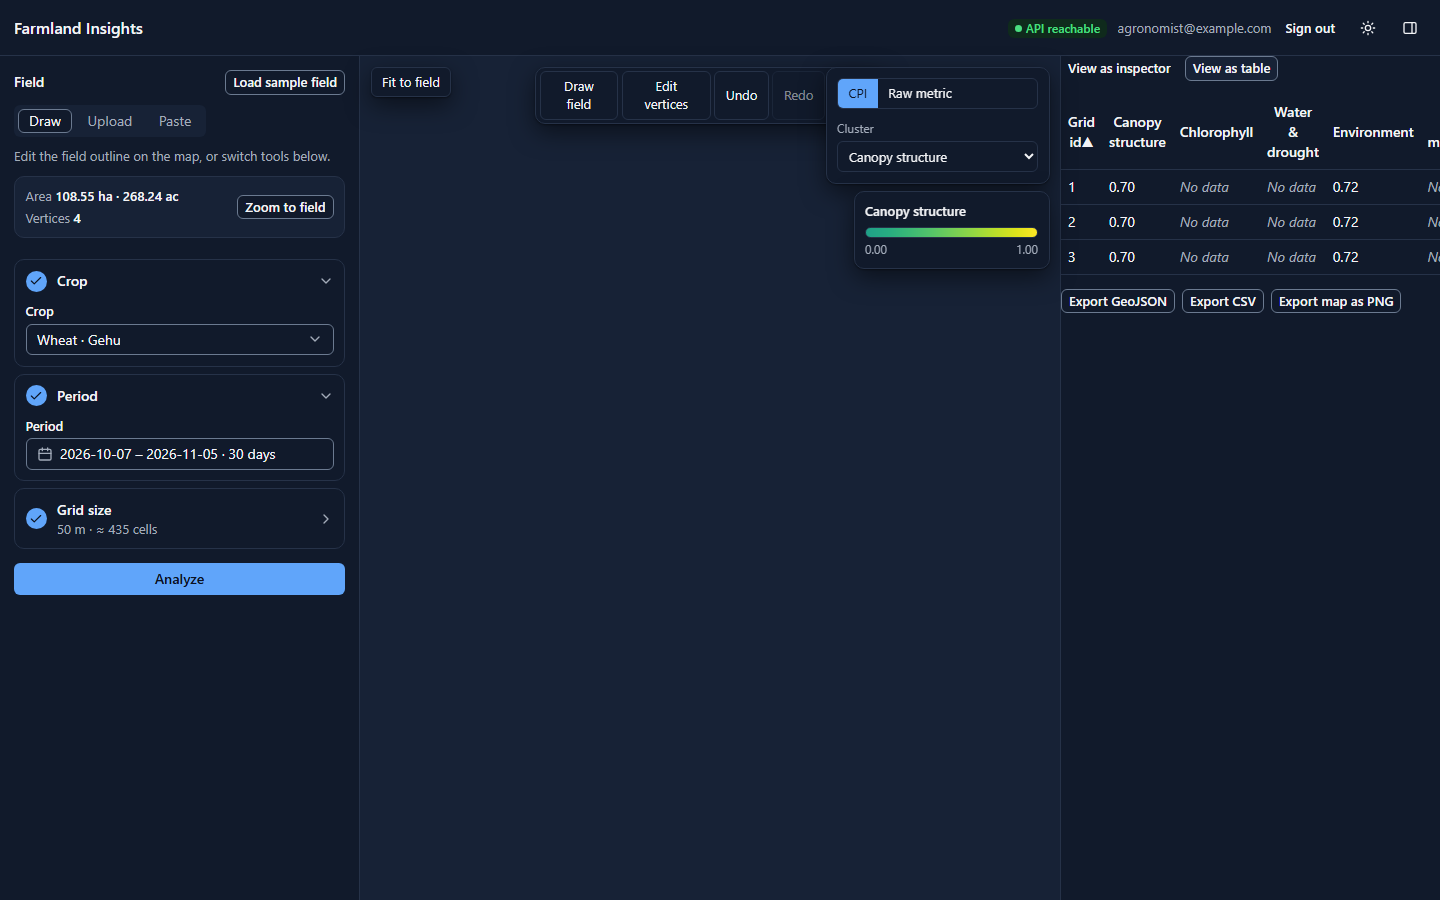 Farmland Insights
API reachable
agronomist@example.com
Sign out
Field
Load sample field
Draw
Upload
Paste
Edit the field outline on the map, or switch tools below.
Area 108.55 ha · 268.24 ac
Vertices 4
Zoom to field
Crop
Crop
Wheat · Gehu
Period
Period
2026-10-07 – 2026-11-05 · 30 days
Grid size
50 m · ≈ 435 cells
Analyze
Fit to field
Draw
field
Edit
vertices
Undo
Redo
CPI
Raw metric
Cluster
Canopy structure
Canopy structure
0.00 1.00
View as inspector
View as table
Grid
id▲
Canopy
structure
Chlorophyll
Water
&
drought
Environment
m
1 0.70 No data No data 0.72
2 0.70 No data No data 0.72
3 0.70 No data No data 0.72
Export GeoJSON
Export CSV
Export map as PNG